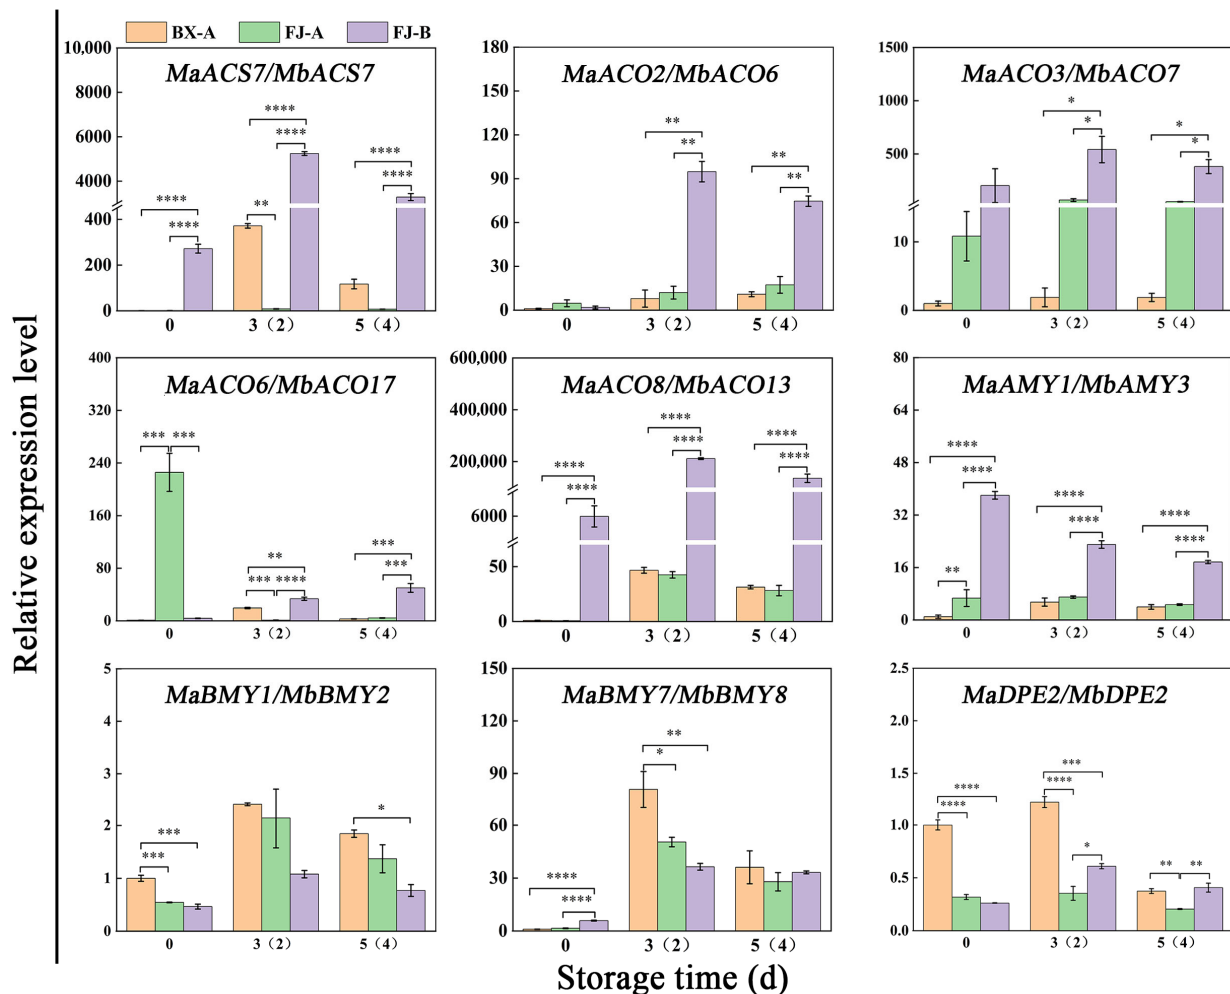 BX-A FJ-A FJ-B
Relative expression level
MaACS7/MbACS7
10,000
8000
6000
4000
400
200
0
**** **** ** **** **** **** ****
0 3（2） 5（4）
MaACO2/MbACO6
180
150
120
90
60
30
0
** ** ** **
0 3（2） 5（4）
MaACO3/MbACO7
1500
1000
500
10
0
* * * *
0 3（2） 5（4）
MaACO6/MbACO17
400
320
240
160
80
0
*** *** ** *** **** *** ***
0 3（2） 5（4）
MaACO8/MbACO13
600,000
400,000
200,000
6000
50
0
**** **** **** **** **** ****
0 3（2） 5（4）
MaAMY1/MbAMY3
80
64
48
32
16
0
**** **** ** **** **** **** ****
0 3（2） 5（4）
MaBMY1/MbBMY2
5
4
3
2
1
0
*** *** *
0 3（2） 5（4）
MaBMY7/MbBMY8
150
120
90
60
30
0
**** **** ** *
0 3（2） 5（4）
MaDPE2/MbDPE2
2.5
2.0
1.5
1.0
0.5
0.0
**** **** *** **** * ** **
0 3（2） 5（4）
Storage time (d)